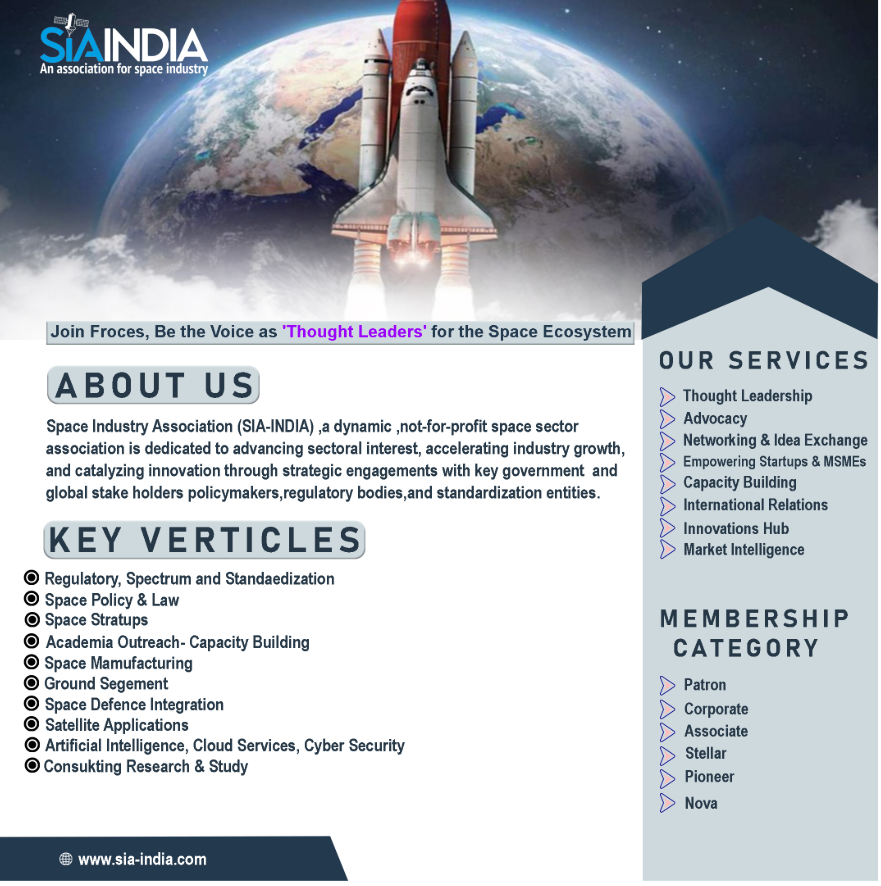 SiAINDIA
An association for space industry
Join Froces, Be the Voice as 'Thought Leaders' for the Space Ecosystem
ABOUT US
Space Industry Association (SIA-INDIA) ,a dynamic ,not-for-profit space sector
association is dedicated to advancing sectoral interest, accelerating industry growth,
and catalyzing innovation through strategic engagements with key government and
global stake holders policymakers,regulatory bodies,and standardization entities.
KEY VERTICLES
Regulatory, Spectrum and Standaedization
Space Policy & Law
Space Stratups
Academia Outreach- Capacity Building
Space Mamufacturing
Ground Segement
Space Defence Integration
Satellite Applications
Artificial Intelligence, Cloud Services, Cyber Security
Consukting Research & Study
www.sia-india.com
OUR SERVICES
Thought Leadership
Advocacy
Networking & Idea Exchange
Empowering Startups & MSMEs
Capacity Building
International Relations
Innovations Hub
Market Intelligence
MEMBERSHIP
CATEGORY
Patron
Corporate
Associate
Stellar
Pioneer
Nova